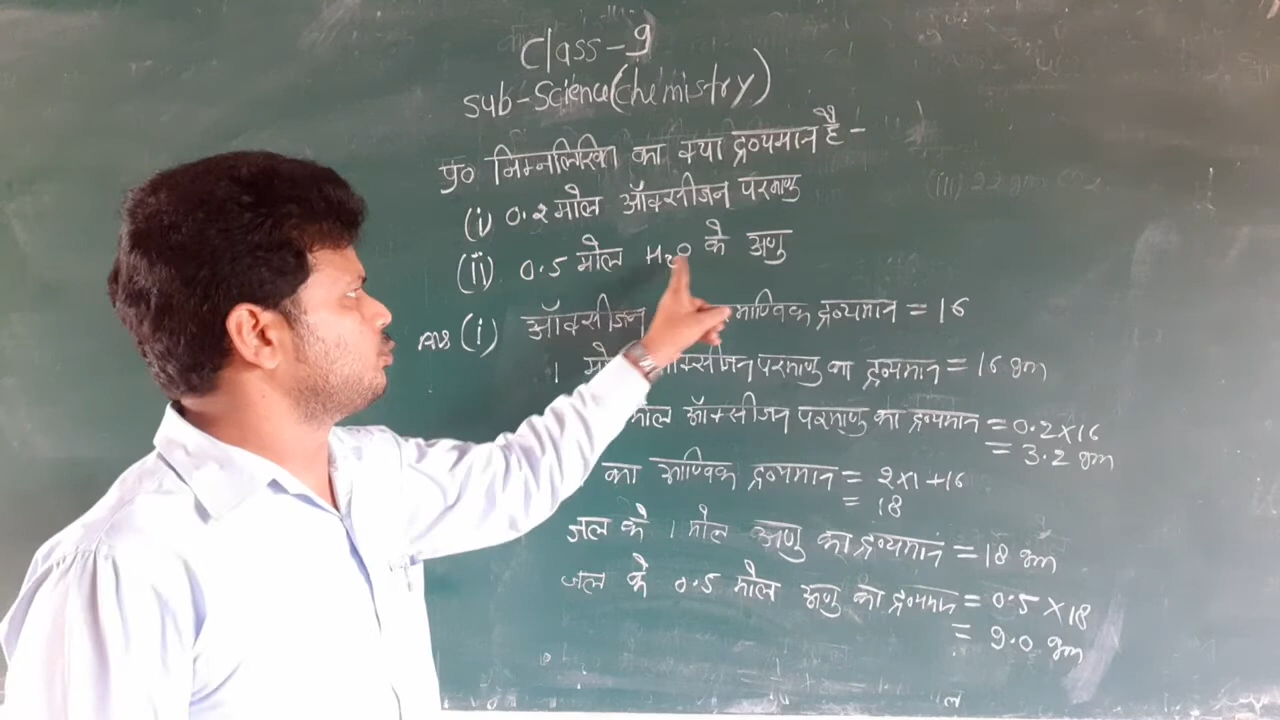 Class-9
Sub-Science(Chemistry)
प्र० निम्नलिखित का क्या द्रव्यमान है -
(i) 0.2 मोल ऑक्सीजन परमाणु
(ii) 0.5 मोल H₂O के अणु
Ans (i) ऑक्सीजन माण्विक द्रव्यमान = 16
1 ऑक्सीजन परमाणु का द्रव्यमान = 16 gm
मोल ऑक्सीजन परमाणु का द्रव्यमान = 0.2×16
= 3.2 gm
का आण्विक द्रव्यमान = 2×1+16
= 18
जल के 1 मोल अणु का द्रव्यमान = 18 gm
जल के 0.5 मोल अणु का द्रव्यमान = 0.5×18
= 9.0 gm